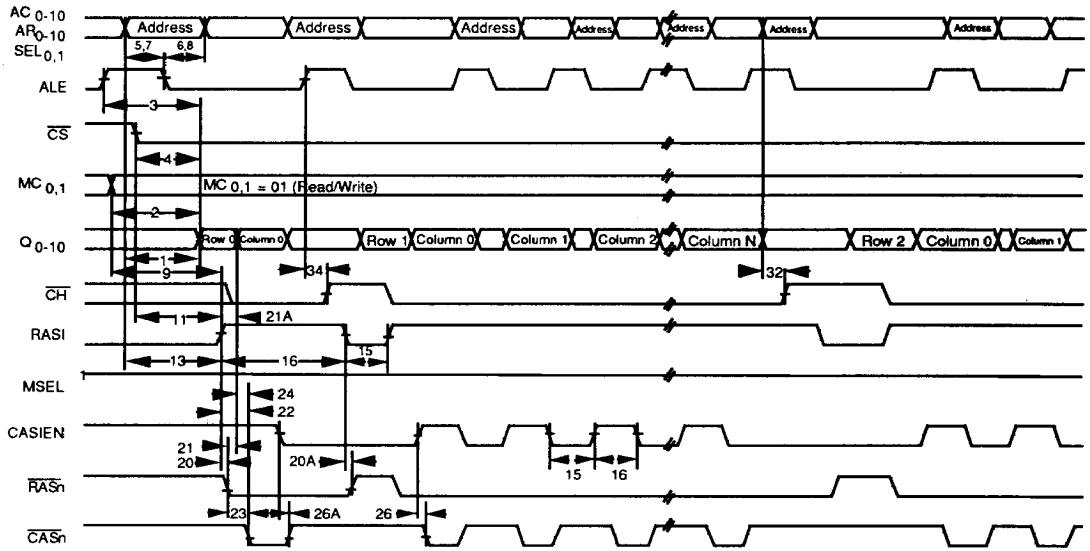 AC 0-10 AR 0-10 SEL 0,1 Address Address Address Address Address Address Address
5,7 6,8
ALE
3
CS
4
MC 0,1 MC 0,1 = 01 (Read/Write)
2
Q 0-10 Row 0 Column 0 Row 1 Column 0 Column 1 Column 2 Column N Row 2 Column 0 Column 1
1
9 34 32
CH
11 21A
RASI
13 16 15
MSEL 1
24
22
CASIEN
21
20 20A 15 16
RASn
23 26A 26
CASn